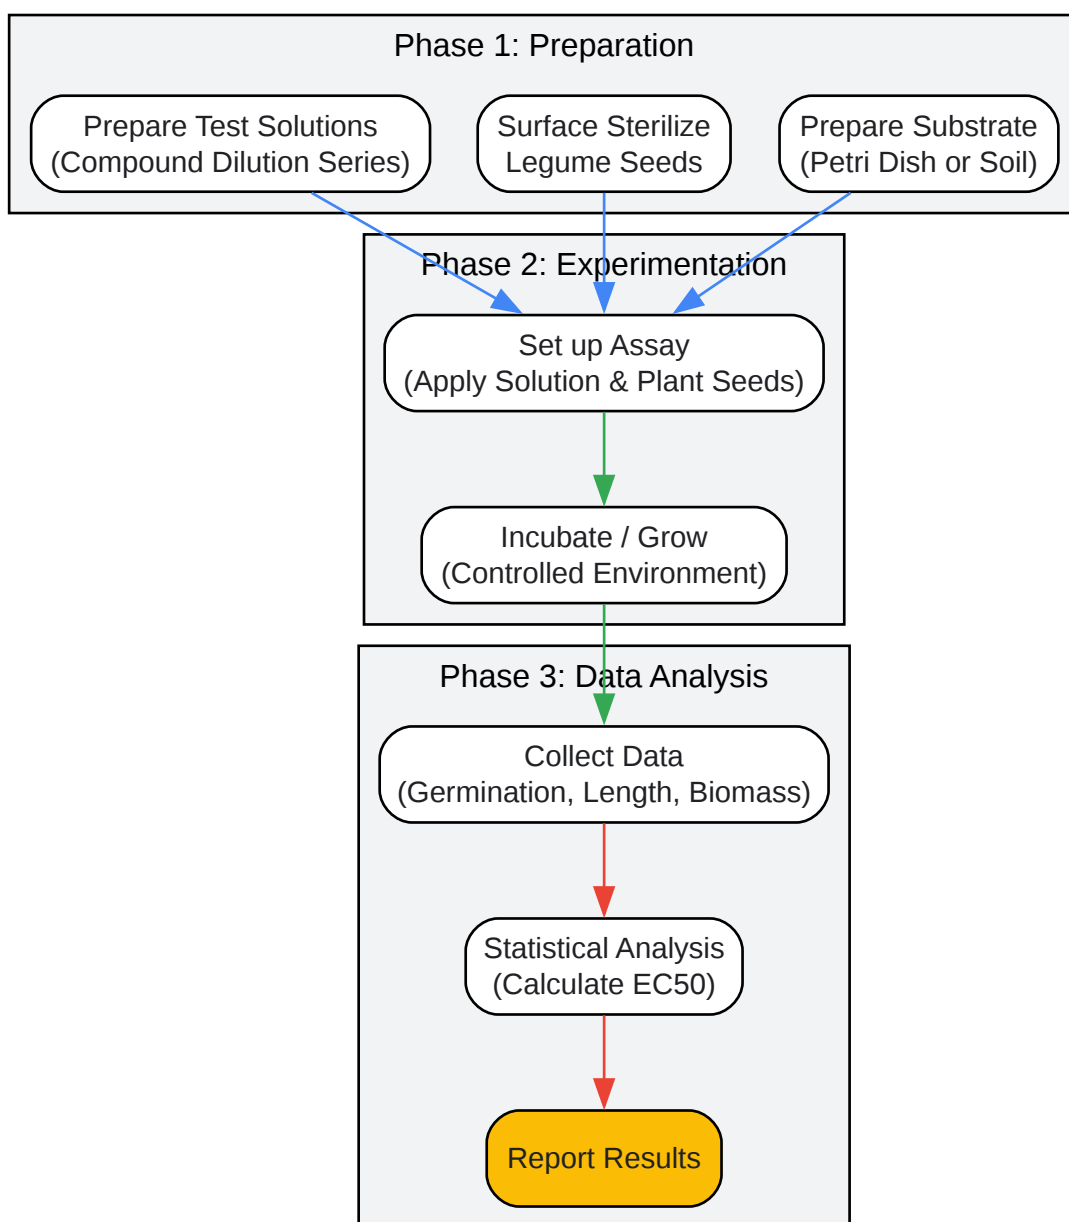 Phase 1: Preparation
Prepare Test Solutions
(Compound Dilution Series)
Surface Sterilize
Legume Seeds
Prepare Substrate
(Petri Dish or Soil)
Phase 2: Experimentation
Set up Assay
(Apply Solution & Plant Seeds)
Incubate / Grow
(Controlled Environment)
Phase 3: Data Analysis
Collect Data
(Germination, Length, Biomass)
Statistical Analysis
(Calculate EC50)
Report Results